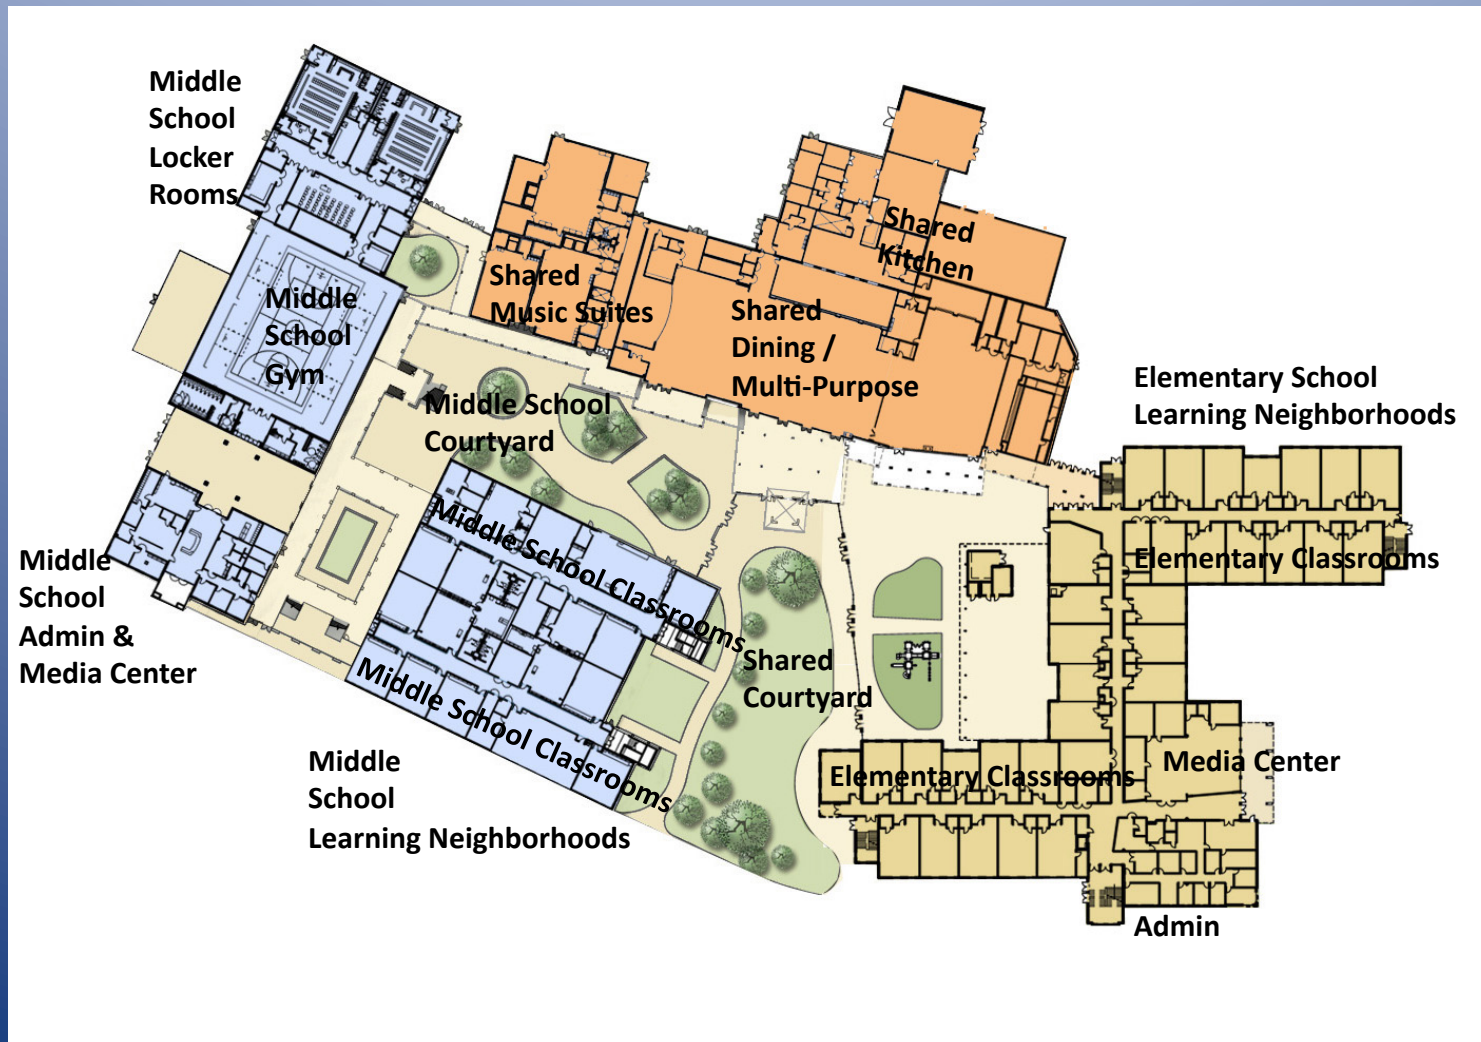 Middle
School
Locker
Rooms
Shared
Kitchen
Shared
Music Suites
Middle
School
Gym
Shared
Dining /
Multi-Purpose
Elementary School
Learning Neighborhoods
Middle School
Courtyard
Middle School Classrooms
Elementary Classrooms
Middle
School
Admin &
Media Center
Shared
Courtyard
Middle School Classrooms
Middle
School
Learning Neighborhoods
Elementary Classrooms
Media Center
Admin